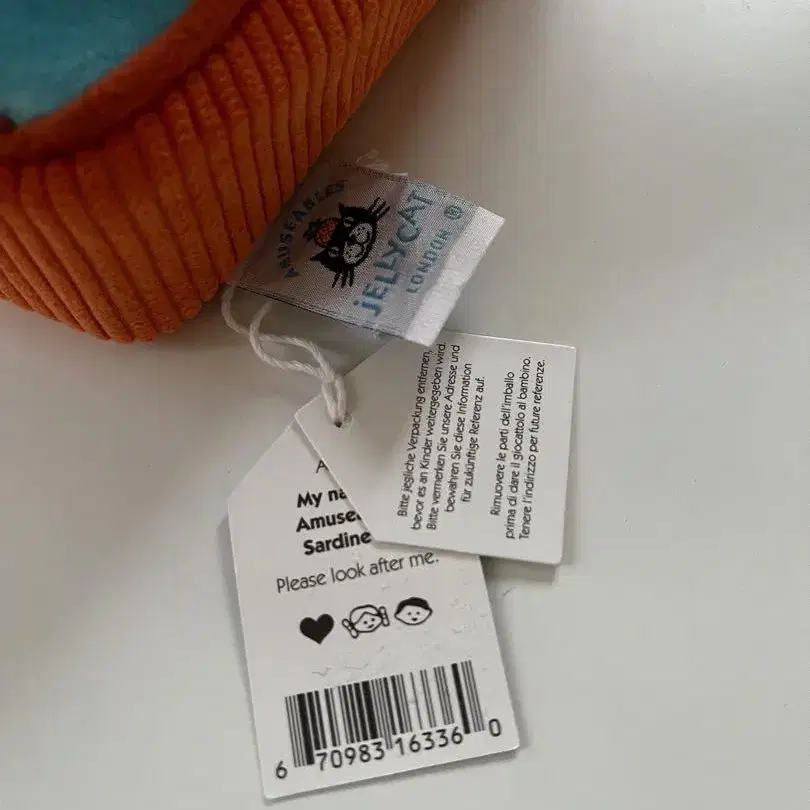 AMUSEABLES
JELLYCAT
LONDON ®
Bitte jegliche Verpackung entfernen,
bevor es an Kinder weitergegeben wird.
Bitte vermerken Sie unsere Adresse und
bewahren Sie diese Information
für zukünftige Referenz auf.
Rimuovere le parti dell'imballo
prima di dare il giocattolo al bambino.
Tenere l'indirizzo per future referenze.
My
Sardine
Please look after me.
6 70983 16336 0